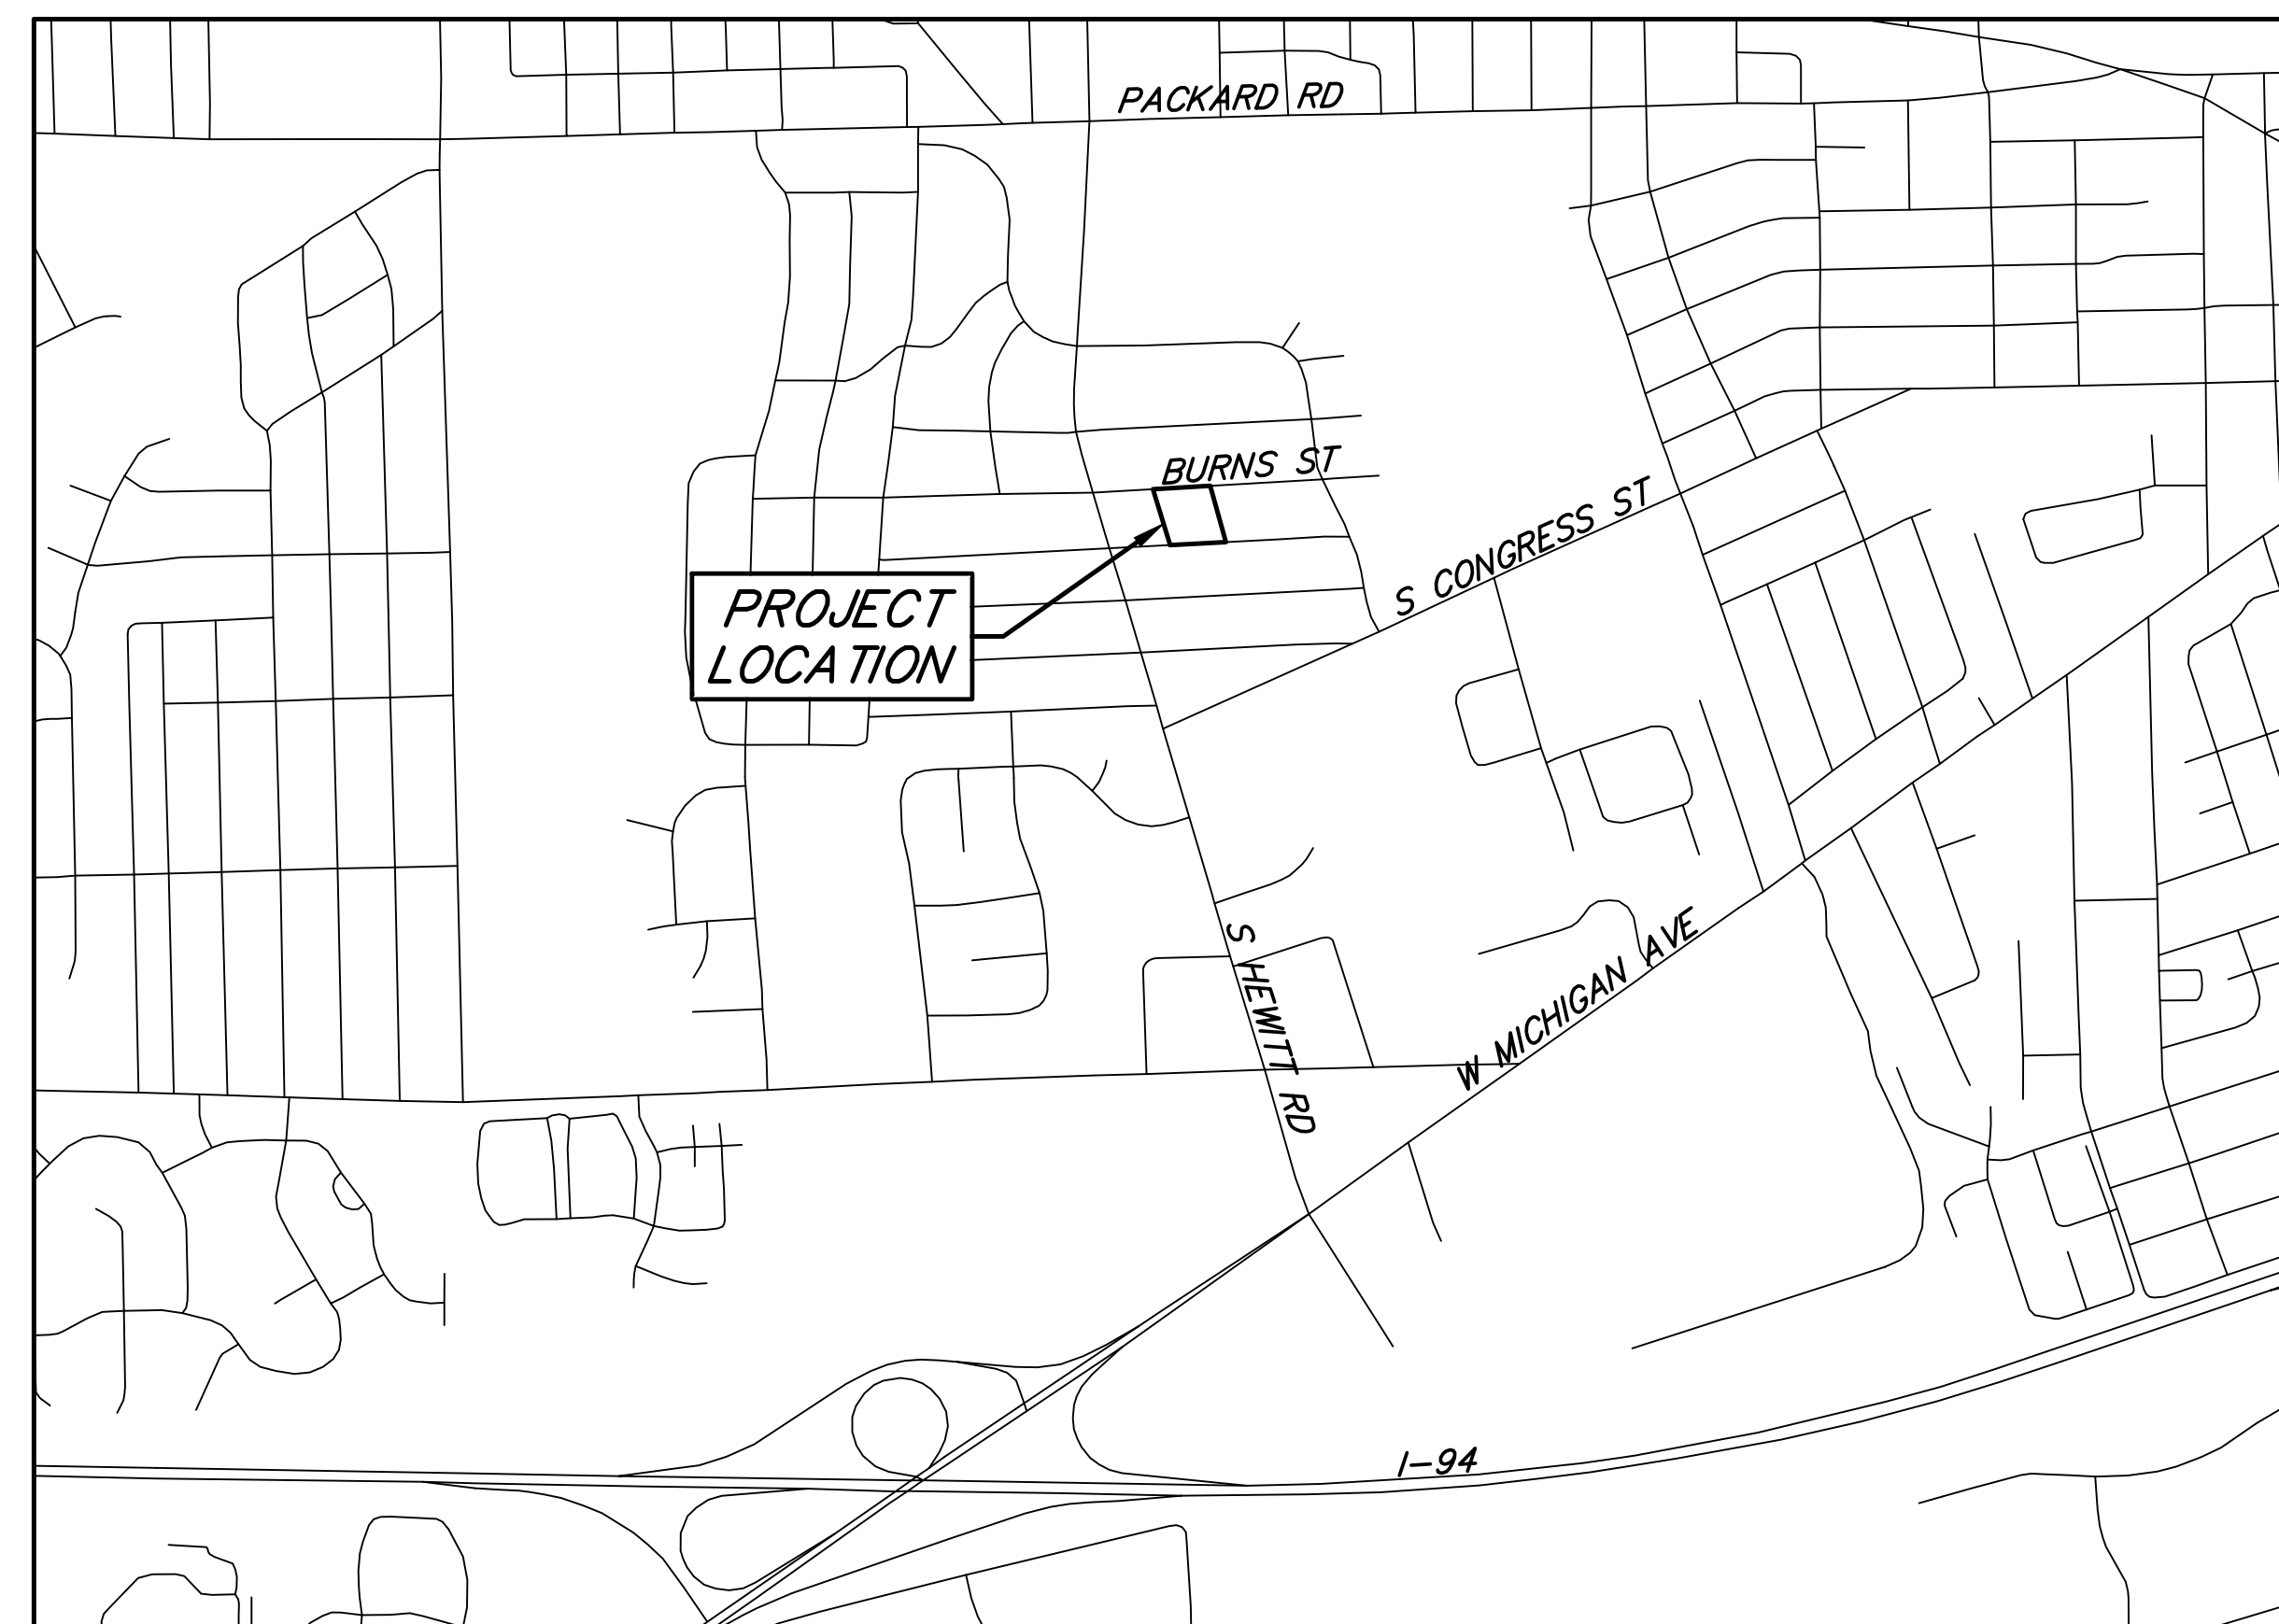 PACKARD RD
BURNS ST
S CONGRESS ST
PROJECT
LOCATION
S HEWITT RD
W MICHIGAN AVE
I-94